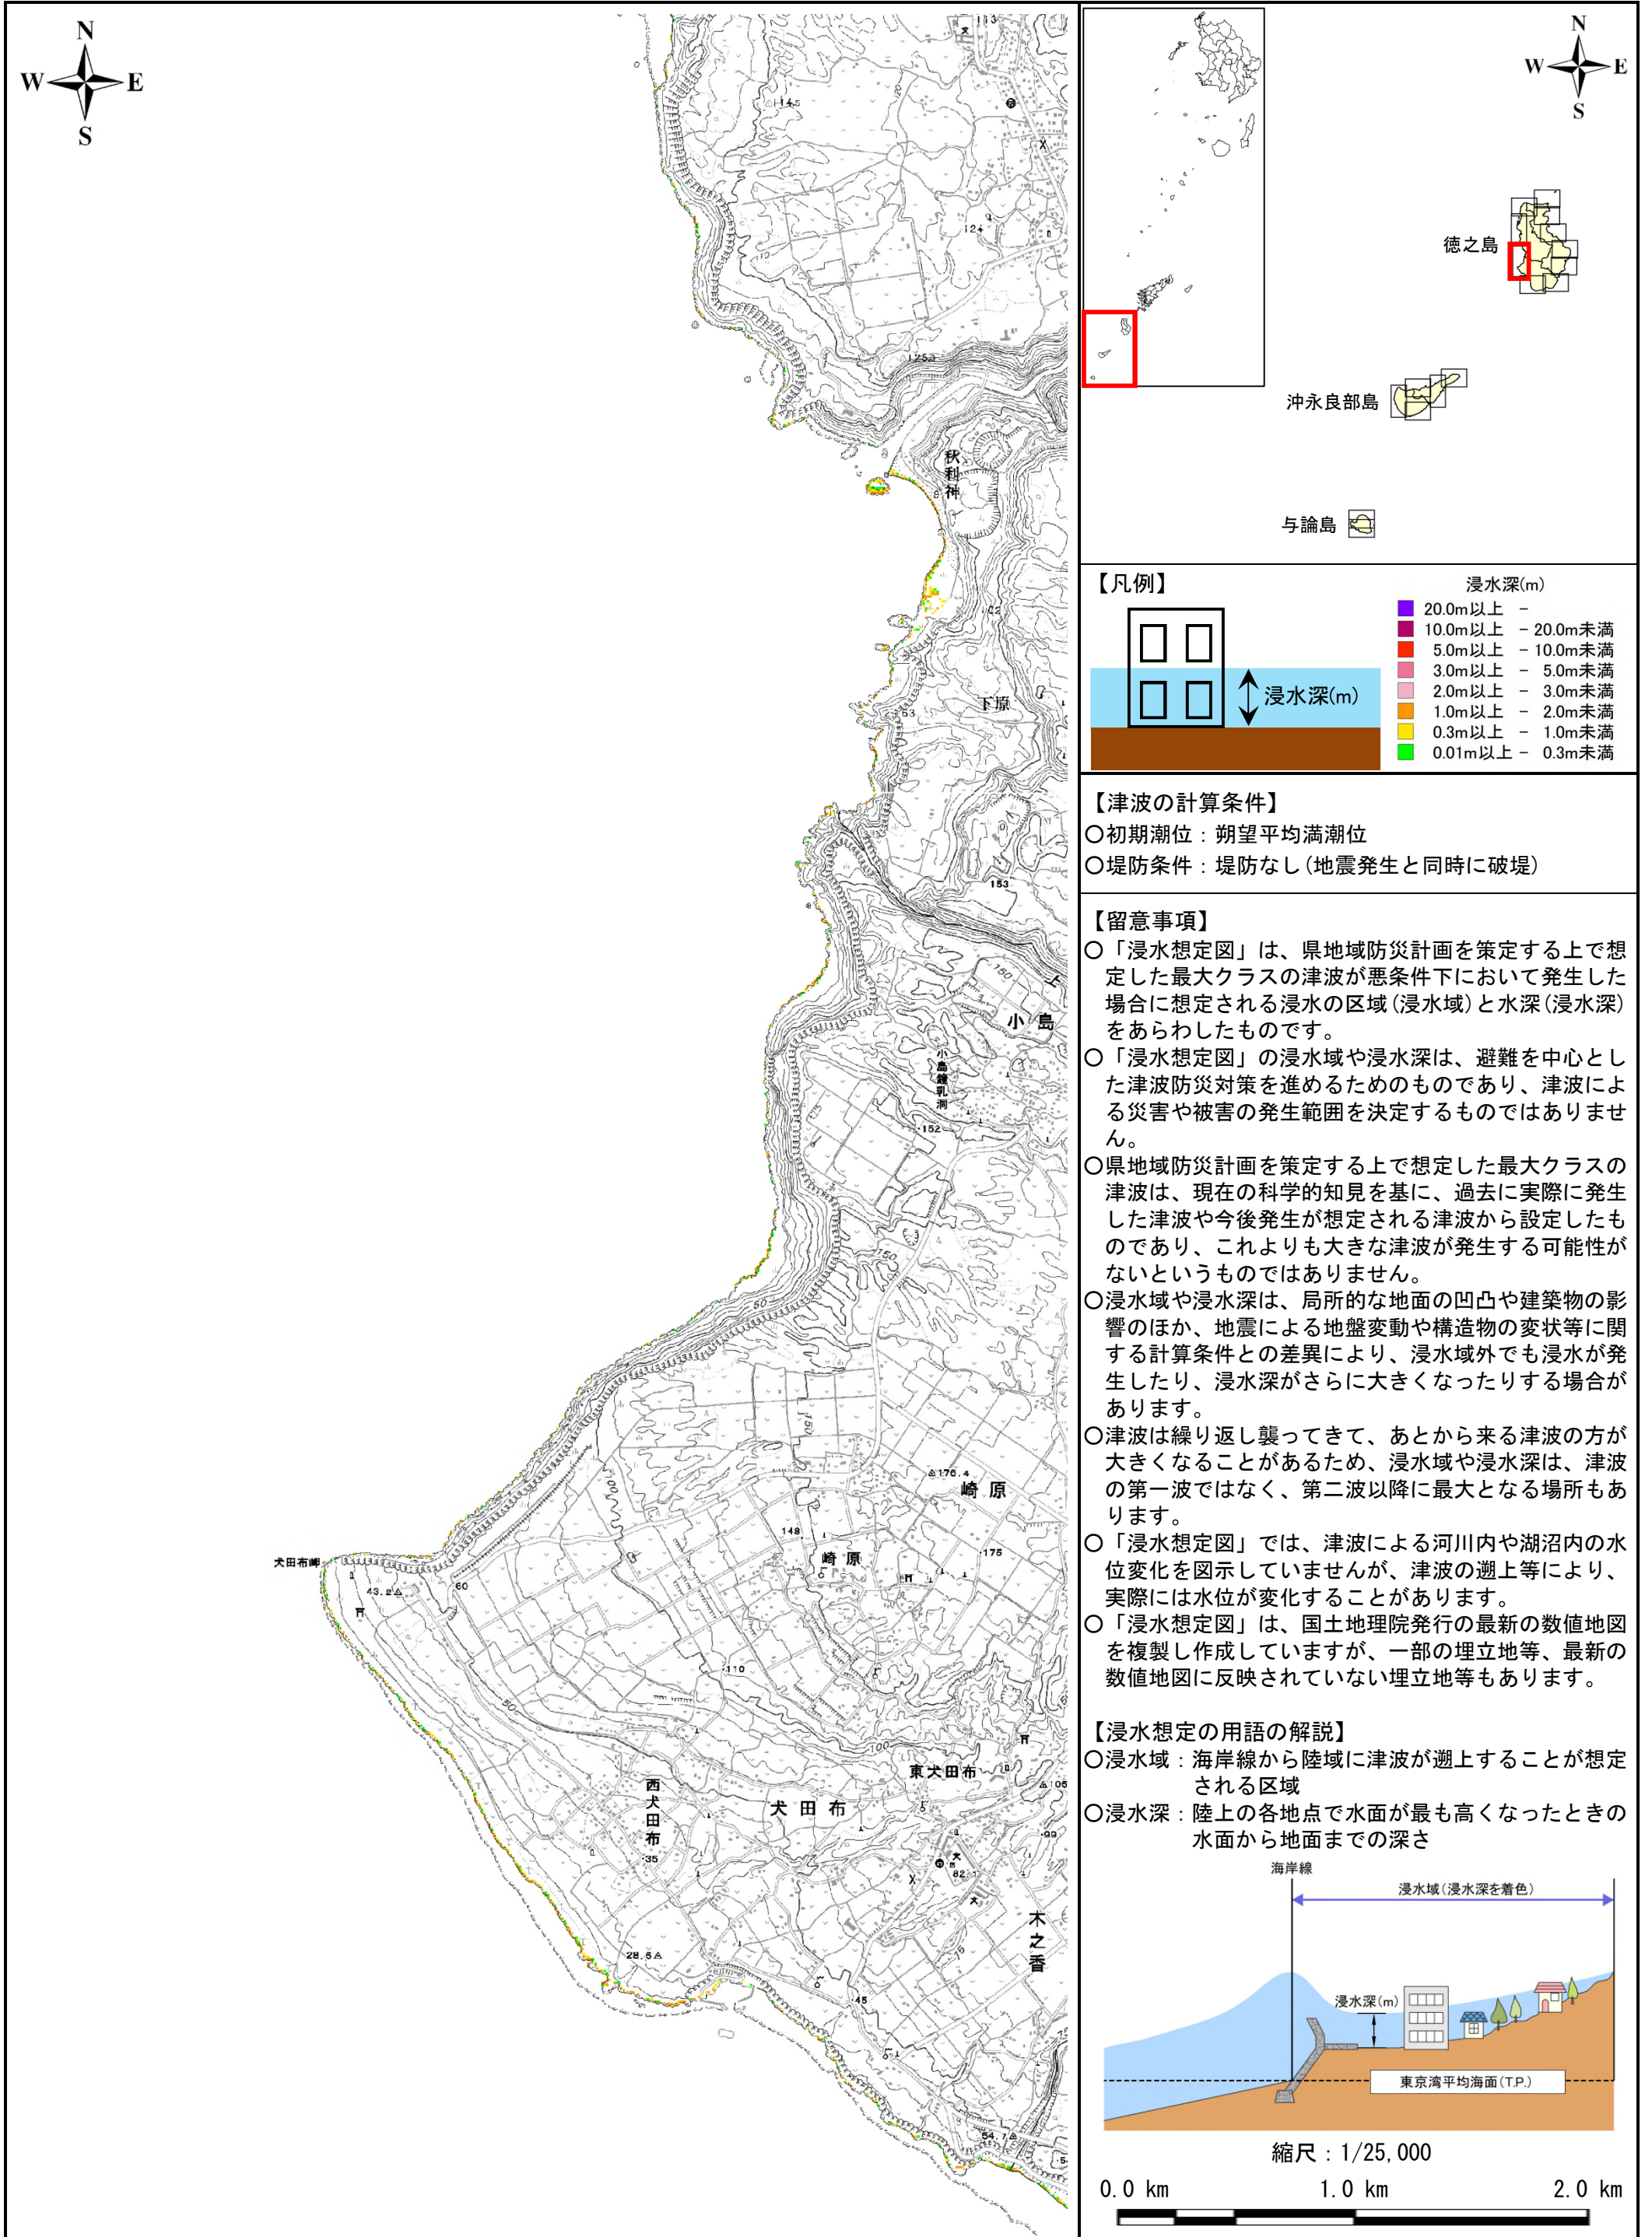 N
W E
S
113
文
114.5
X
124
125.3
秋利神
102
63
下原
153
150
上
小島
小島鐘乳洞
152
150
50
150
100
176.4
崎原
148
崎原
175
犬田布岬
43.2
60
110
50
100
東犬田布
106
西犬田布
犬田布
99
35
文
82.1
X
文
木之香
75
28.5
45
54.7
N
W E
S
徳之島
沖永良部島
与論島
【凡例】
浸水深(m)
浸水深(m)
20.0m以上 -
10.0m以上 - 20.0m未満
5.0m以上 - 10.0m未満
3.0m以上 - 5.0m未満
2.0m以上 - 3.0m未満
1.0m以上 - 2.0m未満
0.3m以上 - 1.0m未満
0.01m以上 - 0.3m未満
【津波の計算条件】
○初期潮位：朔望平均満潮位
○堤防条件：堤防なし(地震発生と同時に破堤)
【留意事項】
○「浸水想定図」は、県地域防災計画を策定する上で想
定した最大クラスの津波が悪条件下において発生した
場合に想定される浸水の区域(浸水域)と水深(浸水深)
をあらわしたものです。
○「浸水想定図」の浸水域や浸水深は、避難を中心とし
た津波防災対策を進めるためのものであり、津波によ
る災害や被害の発生範囲を決定するものではありませ
ん。
○県地域防災計画を策定する上で想定した最大クラスの
津波は、現在の科学的知見を基に、過去に実際に発生
した津波や今後発生が想定される津波から設定したも
のであり、これよりも大きな津波が発生する可能性が
ないというものではありません。
○浸水域や浸水深は、局所的な地面の凹凸や建築物の影
響のほか、地震による地盤変動や構造物の変状等に関
する計算条件との差異により、浸水域外でも浸水が発
生したり、浸水深がさらに大きくなったりする場合が
あります。
○津波は繰り返し襲ってきて、あとから来る津波の方が
大きくなることがあるため、浸水域や浸水深は、津波
の第一波ではなく、第二波以降に最大となる場所もあ
ります。
○「浸水想定図」では、津波による河川内や湖沼内の水
位変化を図示していませんが、津波の遡上等により、
実際には水位が変化することがあります。
○「浸水想定図」は、国土地理院発行の最新の数値地図
を複製し作成していますが、一部の埋立地等、最新の
数値地図に反映されていない埋立地等もあります。
【浸水想定の用語の解説】
○浸水域：海岸線から陸域に津波が遡上することが想定
される区域
○浸水深：陸上の各地点で水面が最も高くなったときの
水面から地面までの深さ
海岸線
浸水域(浸水深を着色)
浸水深(m)
東京湾平均海面(T.P.)
縮尺：1/25,000
0.0 km 1.0 km 2.0 km